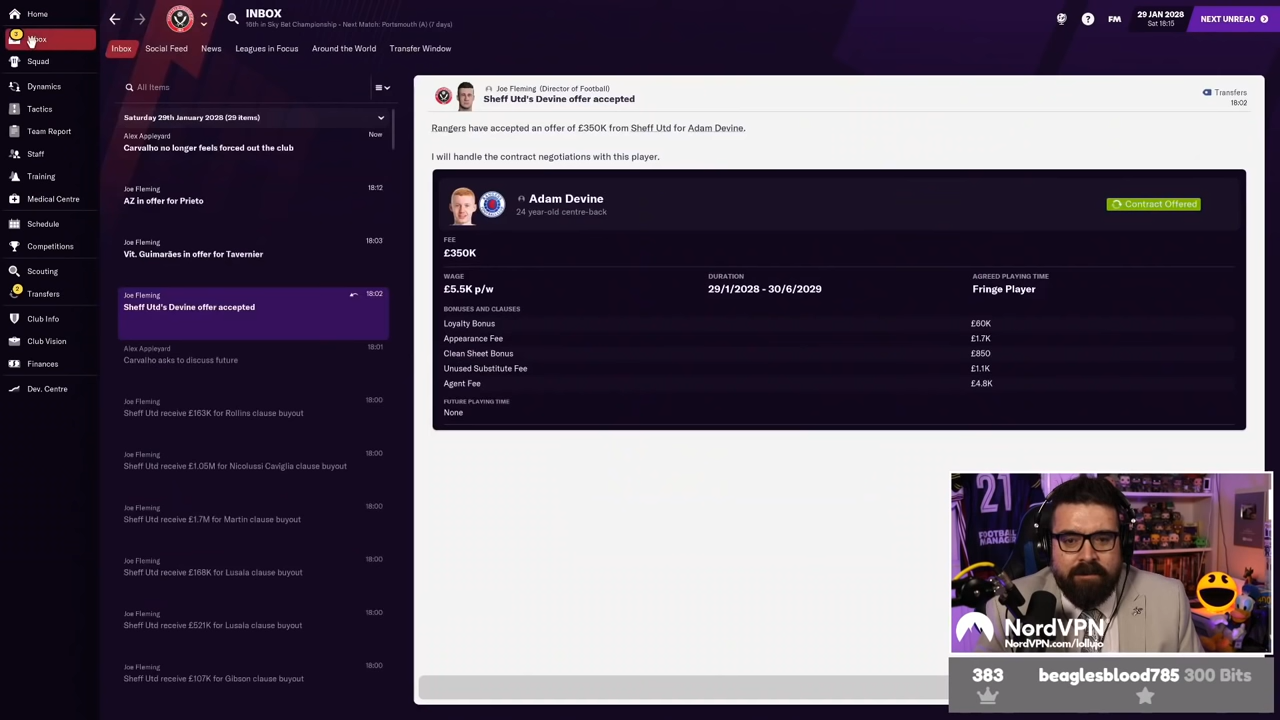 Home
3
Inbox
Squad
Dynamics
Tactics
Team Report
Staff
Training
Medical Centre
Schedule
Competitions
Scouting
2
Transfers
Club Info
Club Vision
Finances
Dev. Centre
INBOX
16th in Sky Bet Championship - Next Match: Portsmouth (A) (7 days)
FM
29 JAN 2028
Sat 18:15
NEXT UNREAD
Inbox
Social Feed
News
Leagues in Focus
Around the World
Transfer Window
All Items
Saturday 29th January 2028 (29 items)
Alex Appleyard
Now
Carvalho no longer feels forced out the club
Joe Fleming
18:12
AZ in offer for Prieto
Joe Fleming
18:03
Vit. Guimarães in offer for Tavernier
Joe Fleming
18:02
Sheff Utd's Devine offer accepted
Alex Appleyard
18:01
Carvalho asks to discuss future
Joe Fleming
18:00
Sheff Utd receive £163K for Rollins clause buyout
Joe Fleming
18:00
Sheff Utd receive £1.05M for Nicolussi Caviglia clause buyout
Joe Fleming
18:00
Sheff Utd receive £1.7M for Martin clause buyout
Joe Fleming
18:00
Sheff Utd receive £168K for Lusala clause buyout
Joe Fleming
18:00
Sheff Utd receive £521K for Lusala clause buyout
Joe Fleming
18:00
Sheff Utd receive £107K for Gibson clause buyout
Joe Fleming (Director of Football)
Sheff Utd's Devine offer accepted
Transfers
18:02
Rangers have accepted an offer of £350K from Sheff Utd for Adam Devine.
I will handle the contract negotiations with this player.
Adam Devine
24 year-old centre-back
Contract Offered
FEE
£350K
WAGE
DURATION
AGREED PLAYING TIME
£5.5K p/w
29/1/2028 - 30/6/2029
Fringe Player
BONUSES AND CLAUSES
Loyalty Bonus
£60K
Appearance Fee
£1.7K
Clean Sheet Bonus
£850
Unused Substitute Fee
£1.1K
Agent Fee
£4.8K
FUTURE PLAYING TIME
None
21
FOOTBALL
MANAGER
NordVPN
NordVPN.com/lollujo
383
beaglesblood785 300 Bits